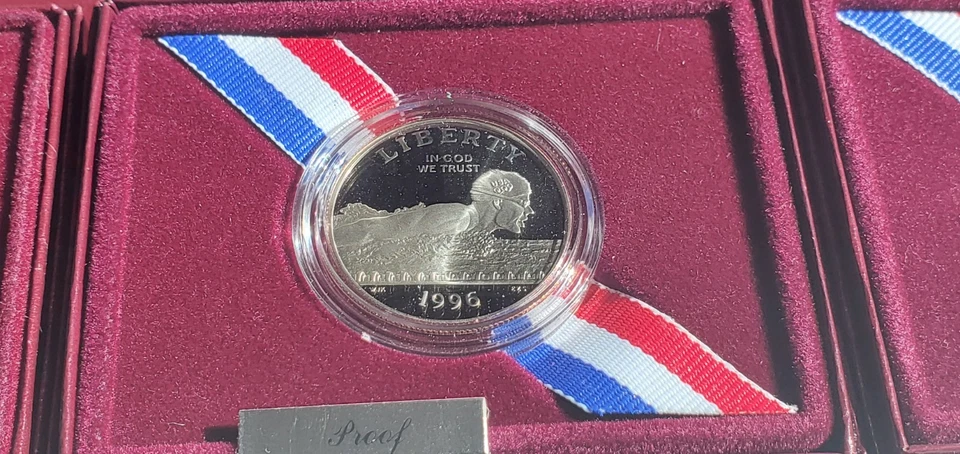 LIBERTY
IN GOD
WE TRUST
1996
Proof